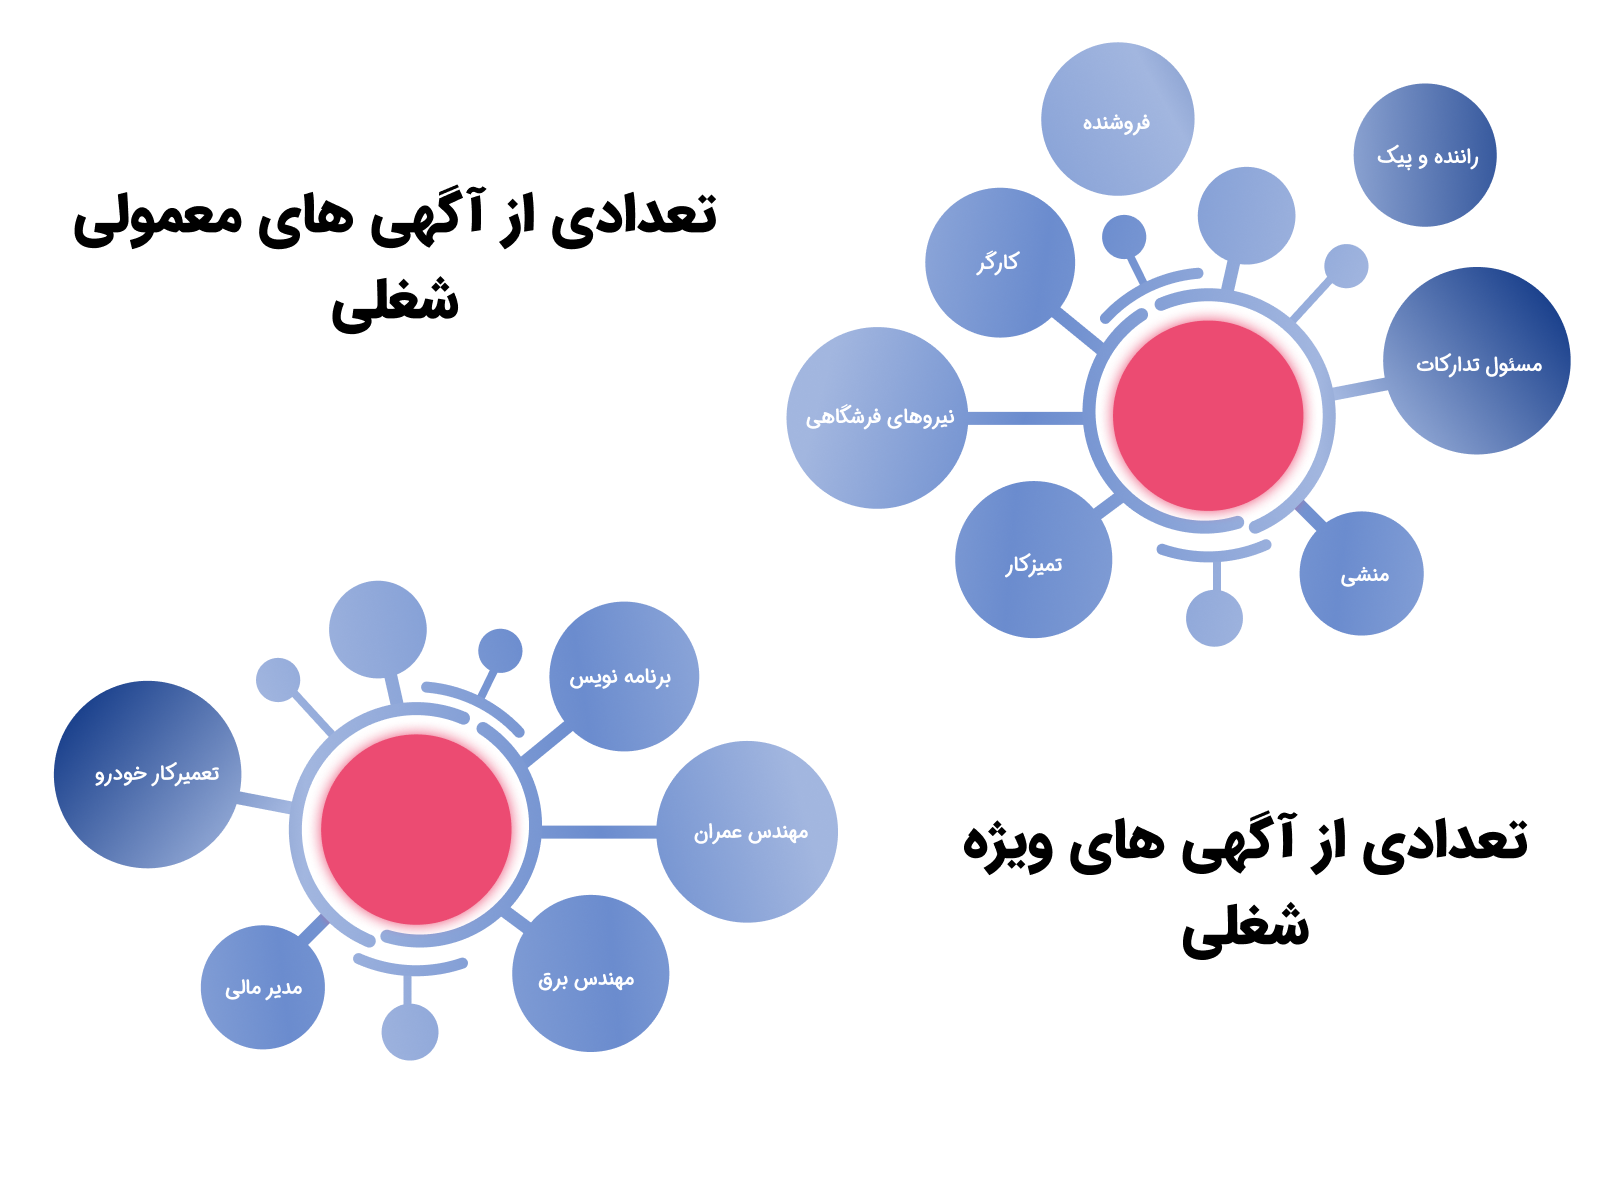 تعدادی از آگهی های معمولی
شغلی
فروشنده
راننده و پیک
کارگر
مسئول تدارکات
نیروهای فرشگاهی
تمیزکار
منشی
برنامه نویس
تعمیرکار خودرو
مهندس عمران
مدیر مالی
مهندس برق
تعدادی از آگهی های ویژه
شغلی